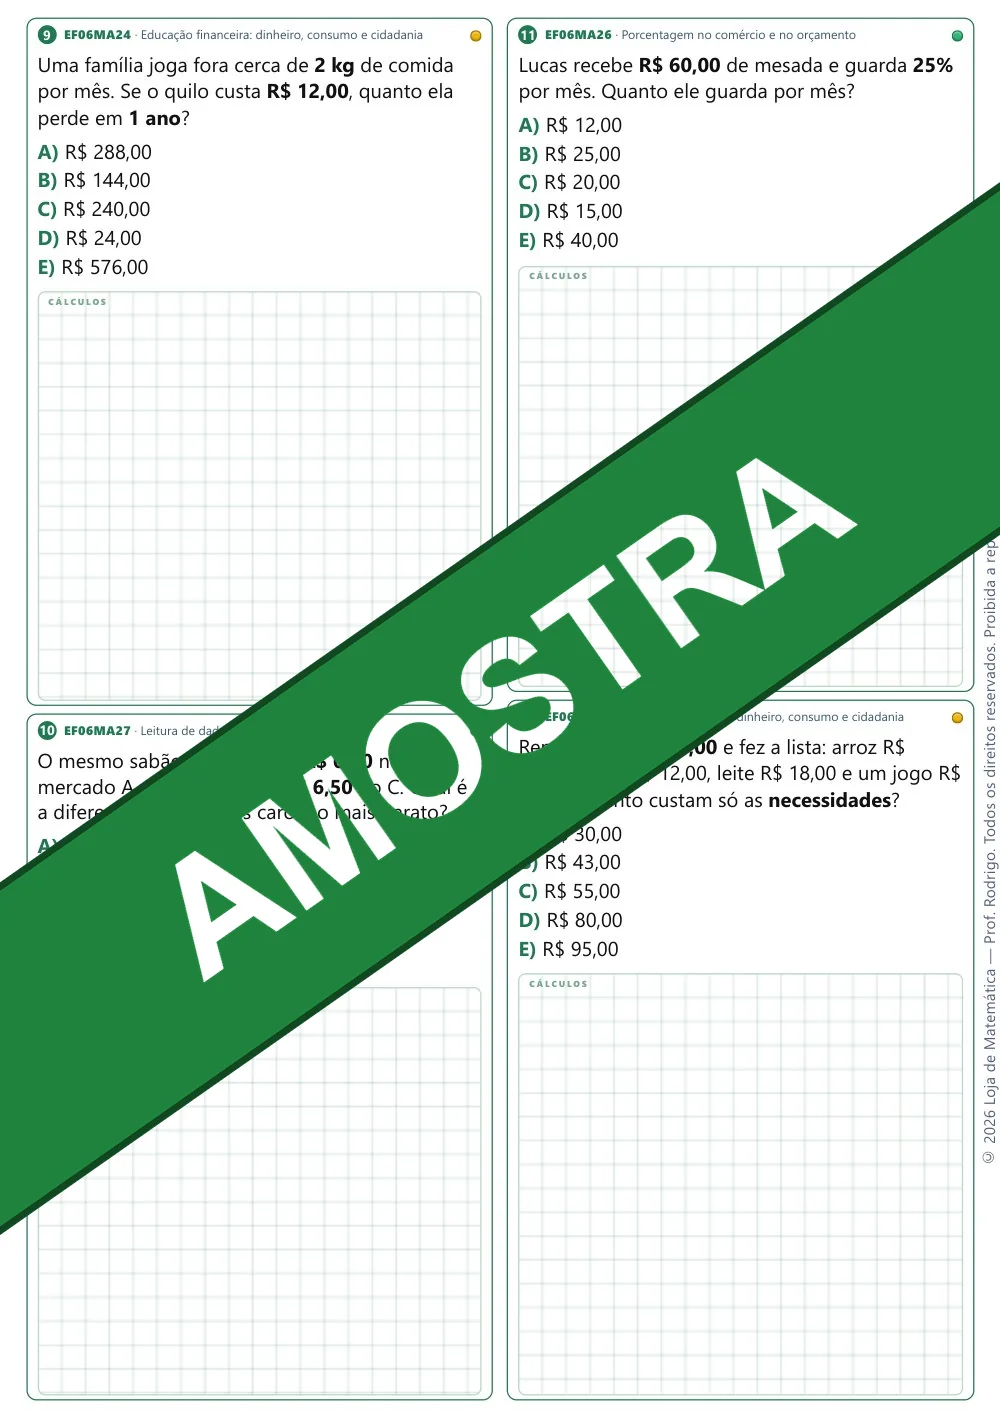 9 EF06MA24 · Educação financeira: dinheiro, consumo e cidadania
Uma família joga fora cerca de 2 kg de comida
por mês. Se o quilo custa R$ 12,00, quanto ela
perde em 1 ano?
A) R$ 288,00
B) R$ 144,00
C) R$ 240,00
D) R$ 24,00
E) R$ 576,00
CÁLCULOS
10 EF06MA27 · Leitura de
O mesmo sabão
mercado A
6,50 C. é
a mais
A)
11 EF06MA26 · Porcentagem no comércio e no orçamento
Lucas recebe R$ 60,00 de mesada e guarda 25%
por mês. Quanto ele guarda por mês?
A) R$ 12,00
B) R$ 25,00
C) R$ 20,00
D) R$ 15,00
E) R$ 40,00
CÁLCULOS
dinheiro, consumo e cidadania
,00 e fez a lista: arroz R$
12,00, leite R$ 18,00 e um jogo R$
custam só as necessidades?
30,00
R$ 43,00
C) R$ 55,00
D) R$ 80,00
E) R$ 95,00
CÁLCULOS
AMOSTRA
© 2026 Loja de Matemática — Prof. Rodrigo. Todos os direitos reservados. Proibida a